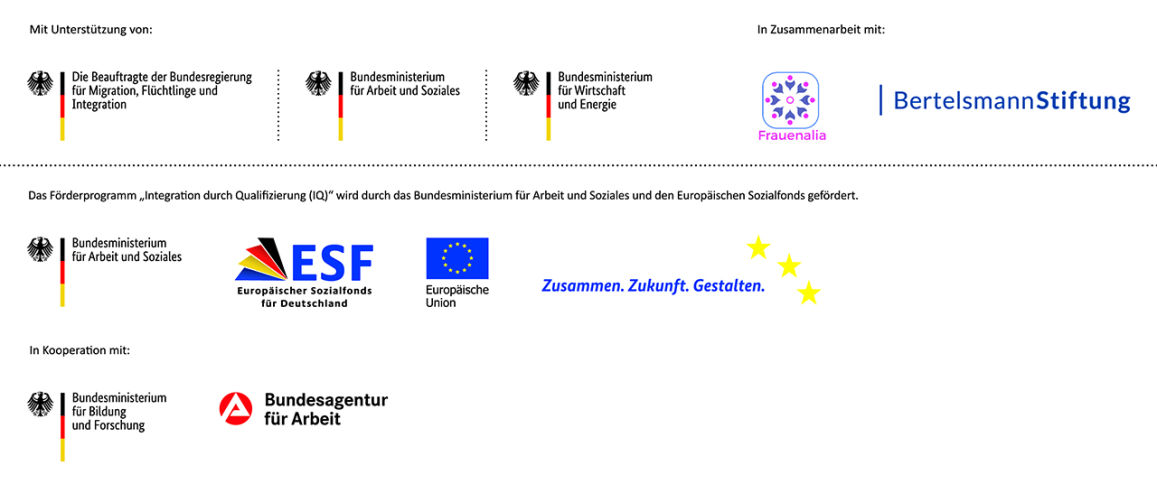 Mit Unterstützung von:
In Zusammenarbeit mit:
Die Beauftragte der Bundesregierung
für Migration, Flüchtlinge und
Integration
Bundesministerium
für Arbeit und Soziales
Bundesministerium
für Wirtschaft
und Energie
Frauenalia
BertelsmannStiftung
Das Förderprogramm „Integration durch Qualifizierung (IQ)“ wird durch das Bundesministerium für Arbeit und Soziales und den Europäischen Sozialfonds gefördert.
Bundesministerium
für Arbeit und Soziales
ESF
Europäischer Sozialfonds
für Deutschland
Europäische
Union
Zusammen. Zukunft. Gestalten.
In Kooperation mit:
Bundesministerium
für Bildung
und Forschung
Bundesagentur
für Arbeit